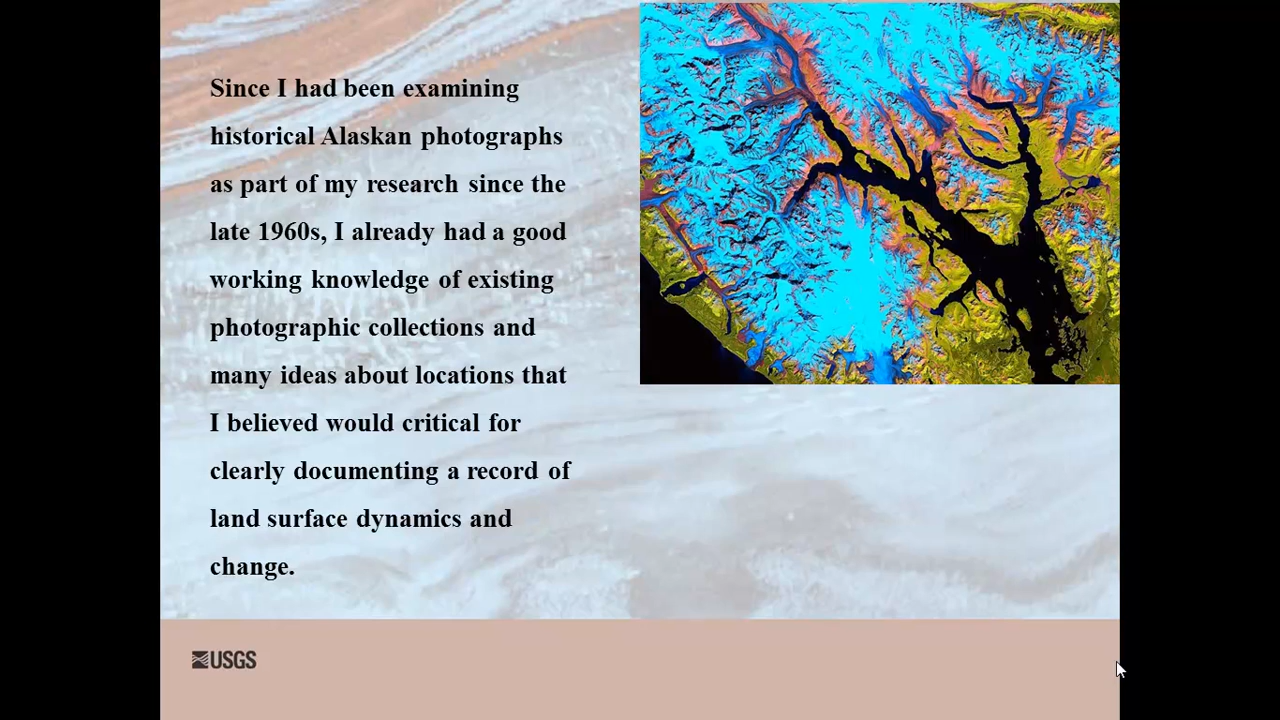 Since I had been examining
historical Alaskan photographs
as part of my research since the
late 1960s, I already had a good
working knowledge of existing
photographic collections and
many ideas about locations that
I believed would critical for
clearly documenting a record of
land surface dynamics and
change.
USGS